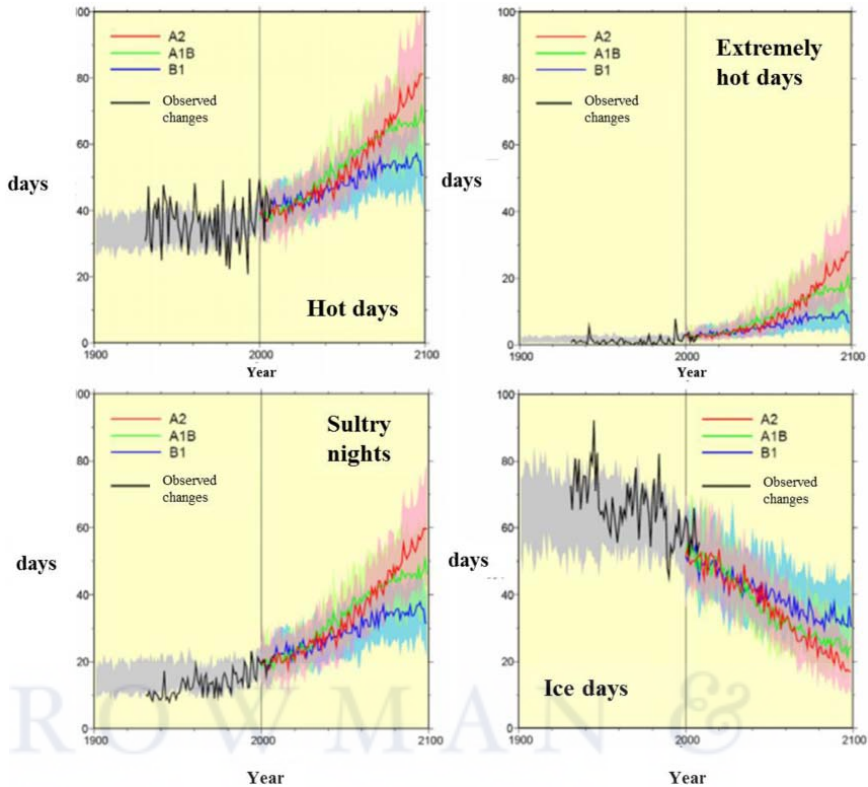 100
80
60
40
20
0
A2
A1B
B1
Observed
changes
days
Hot days
1900
2000
2100
Year
100
80
60
40
20
0
A2
A1B
B1
Observed
changes
Extremely
hot days
days
1900
2000
2100
Year
00
80
60
40
20
0
A2
A1B
B1
Observed
changes
Sultry
nights
days
1900
2000
2100
Year
100
80
60
40
20
0
A2
A1B
B1
Observed
changes
days
Ice days
1900
2000
2100
Year
ROWMAN &